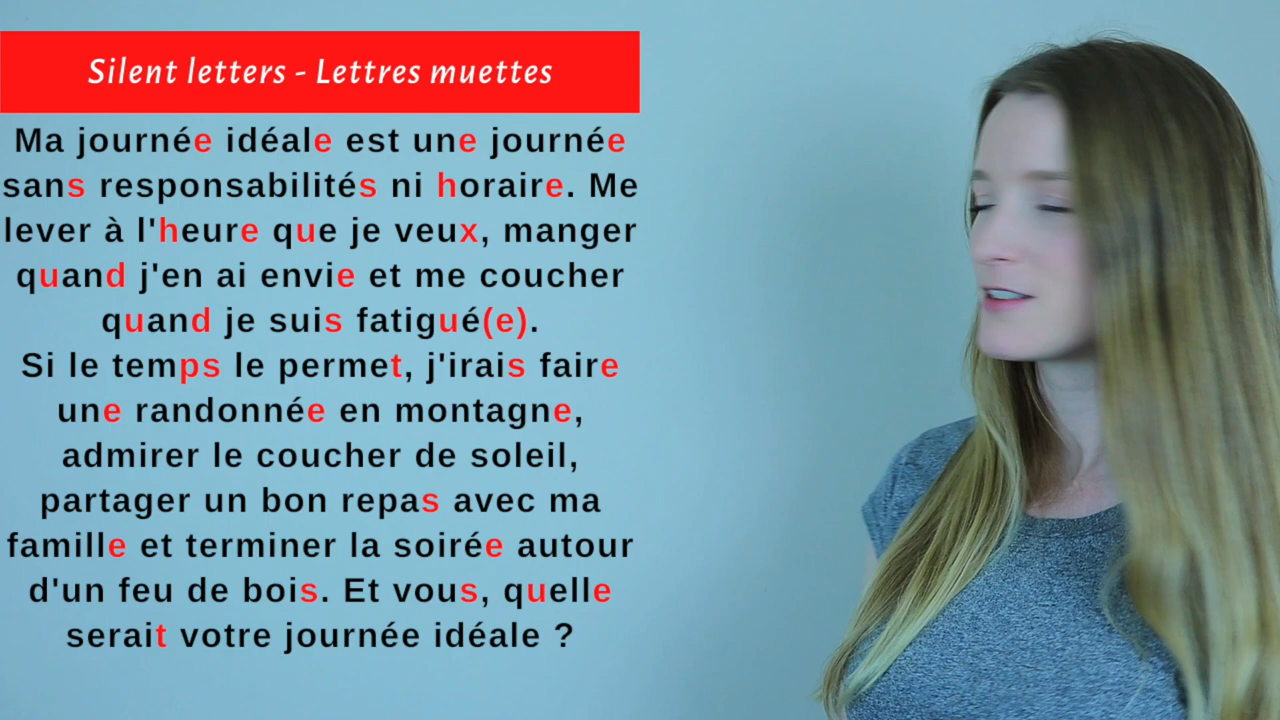 Silent letters - Lettres muettes
Ma journée idéale est une journée
sans responsabilités ni horaire. Me
lever à l'heure que je veux, manger
quand j'en ai envie et me coucher
quand je suis fatigué(e).
Si le temps le permet, j'irais faire
une randonnée en montagne,
admirer le coucher de soleil,
partager un bon repas avec ma
famille et terminer la soirée autour
d'un feu de bois. Et vous, quelle
serait votre journée idéale ?